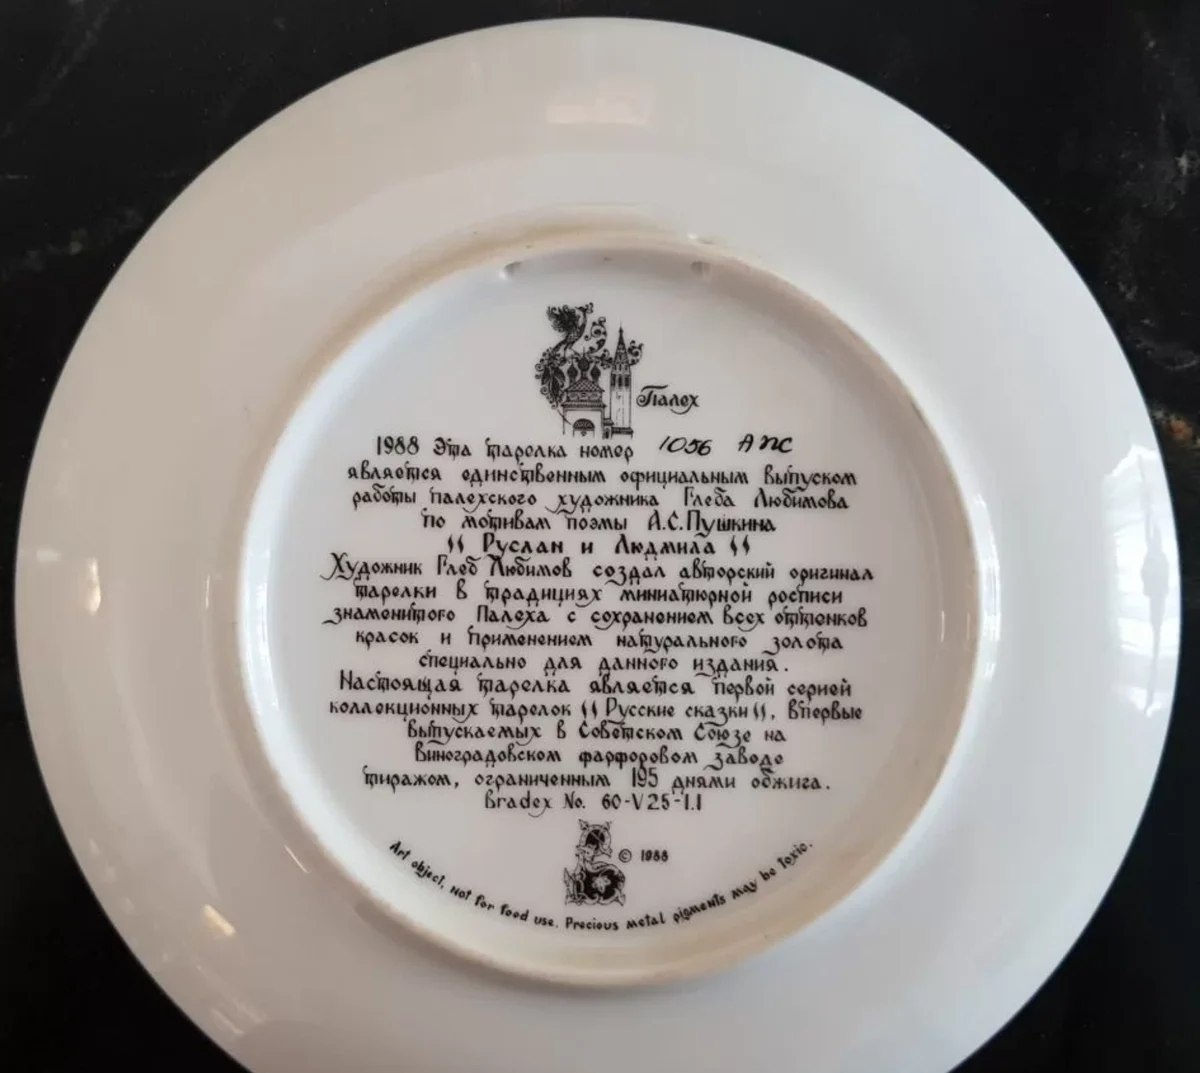 Палех
1988 Эта тарелка номер 1056 АПС
является единственным официальным выпуском
работы палехского художника Глеба Любимова
по мотивам поэмы А.С.Пушкина
"Руслан и Людмила"
Художник Глеб Любимов создал авторский оригинал
тарелки в традициях миниатюрной росписи
знаменитого Палеха с сохранением всех оттенков
красок и применением натурального золота
специально для данного издания.
Настоящая тарелка является первой серией
коллекционных тарелок "Русские сказки", впервые
выпускаемых в Советском Союзе на
Виноградовском фарфоровом заводе
тиражом, ограниченным 195 днями обжига.
Bradex No. 60-V25-1.1
© 1988
Art object, not for food use. Precious metal pigments may be toxic.